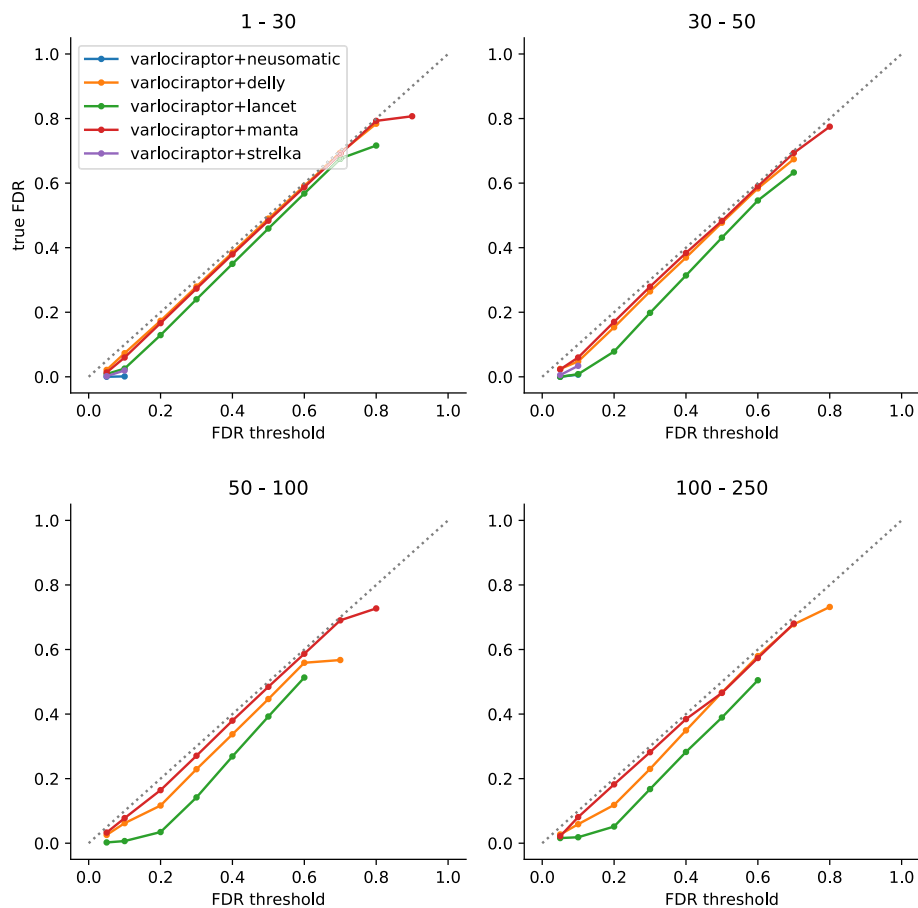 1 - 30
1.0
0.8
0.6
0.4
0.2
0.0
true FDR
varlociraptor+neusomatic
varlociraptor+delly
varlociraptor+lancet
varlociraptor+manta
varlociraptor+strelka
0.0 0.2 0.4 0.6 0.8 1.0
FDR threshold
30 - 50
1.0
0.8
0.6
0.4
0.2
0.0
0.0 0.2 0.4 0.6 0.8 1.0
FDR threshold
50 - 100
1.0
0.8
0.6
0.4
0.2
0.0
0.0 0.2 0.4 0.6 0.8 1.0
FDR threshold
100 - 250
1.0
0.8
0.6
0.4
0.2
0.0
0.0 0.2 0.4 0.6 0.8 1.0
FDR threshold